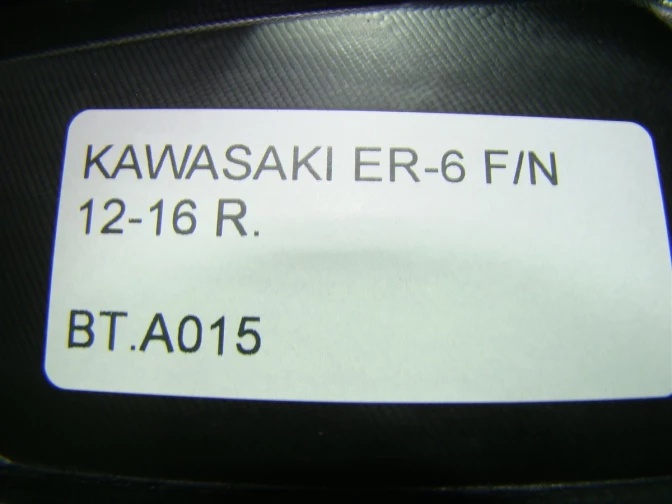 KAWASAKI ER-6 F/N
12-16 R.
BT.A015